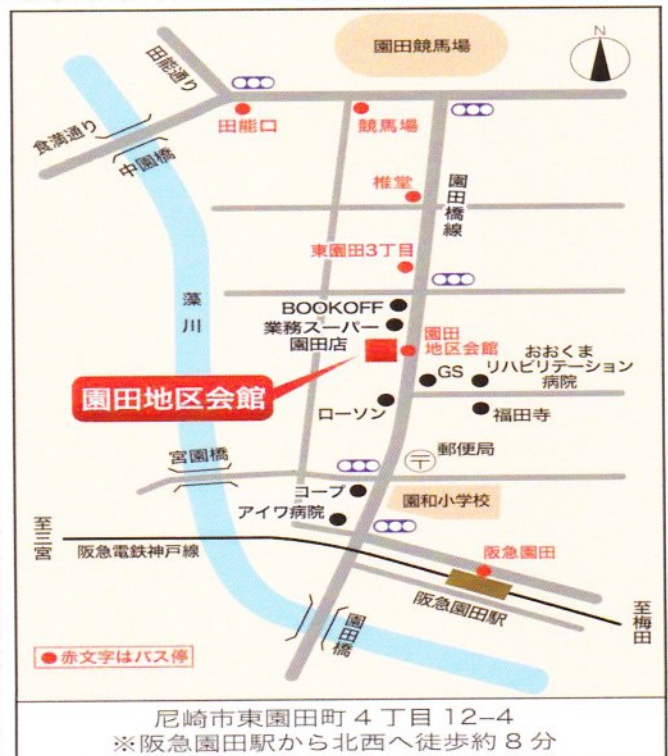 園田競馬場
N
田能通り
食満通り
中園橋
田能口
競馬場
椎堂
園田橋線
東園田3丁目
藻川
BOOKOFF
業務スーパー
園田店
園田
地区会館
おおくま
リハビリテーション
病院
GS
園田地区会館
ローソン
福田寺
宮園橋
〒
郵便局
コープ
園和小学校
アイワ病院
至三宮
阪急電鉄神戸線
阪急園田
阪急園田駅
至梅田
園田橋
●赤文字はバス停
尼崎市東園田町4丁目12–4
※阪急園田駅から北西へ徒歩約8分